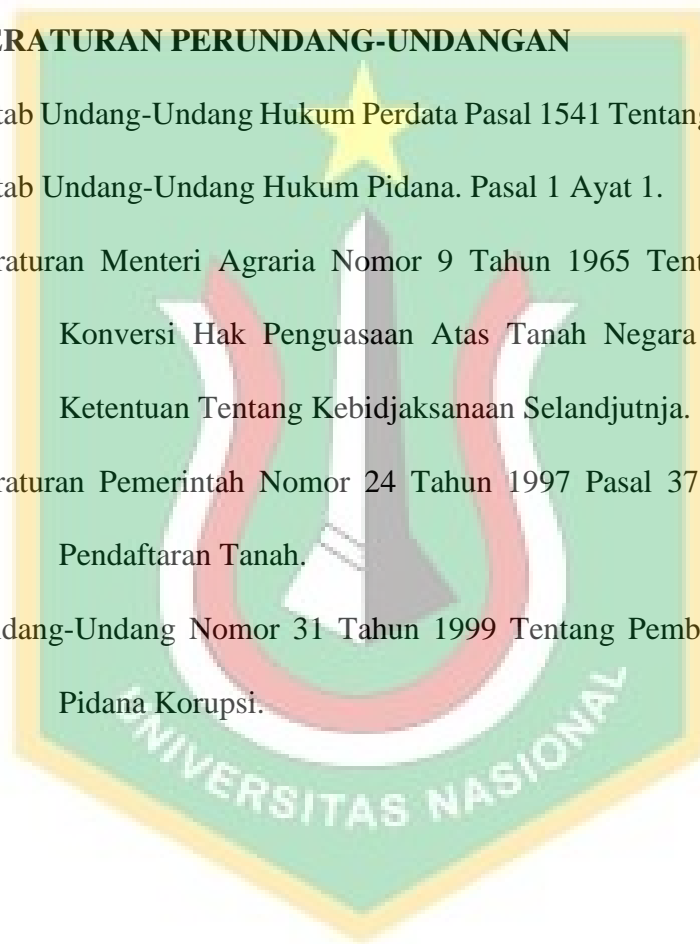 ERATURAN PERUNDANG-UNDANGAN
tab Undang-Undang Hukum Perdata Pasal 1541 Tentang
tab Undang-Undang Hukum Pidana. Pasal 1 Ayat 1.
raturan Menteri Agraria Nomor 9 Tahun 1965 Tent
Konversi Hak Penguasaan Atas Tanah Negara
Ketentuan Tentang Kebidjaksanaan Selandjutnja.
raturan Pemerintah Nomor 24 Tahun 1997 Pasal 37
Pendaftaran Tanah.
dang-Undang Nomor 31 Tahun 1999 Tentang Pemb
Pidana Korupsi.
UNIVERSITAS NASIONAL